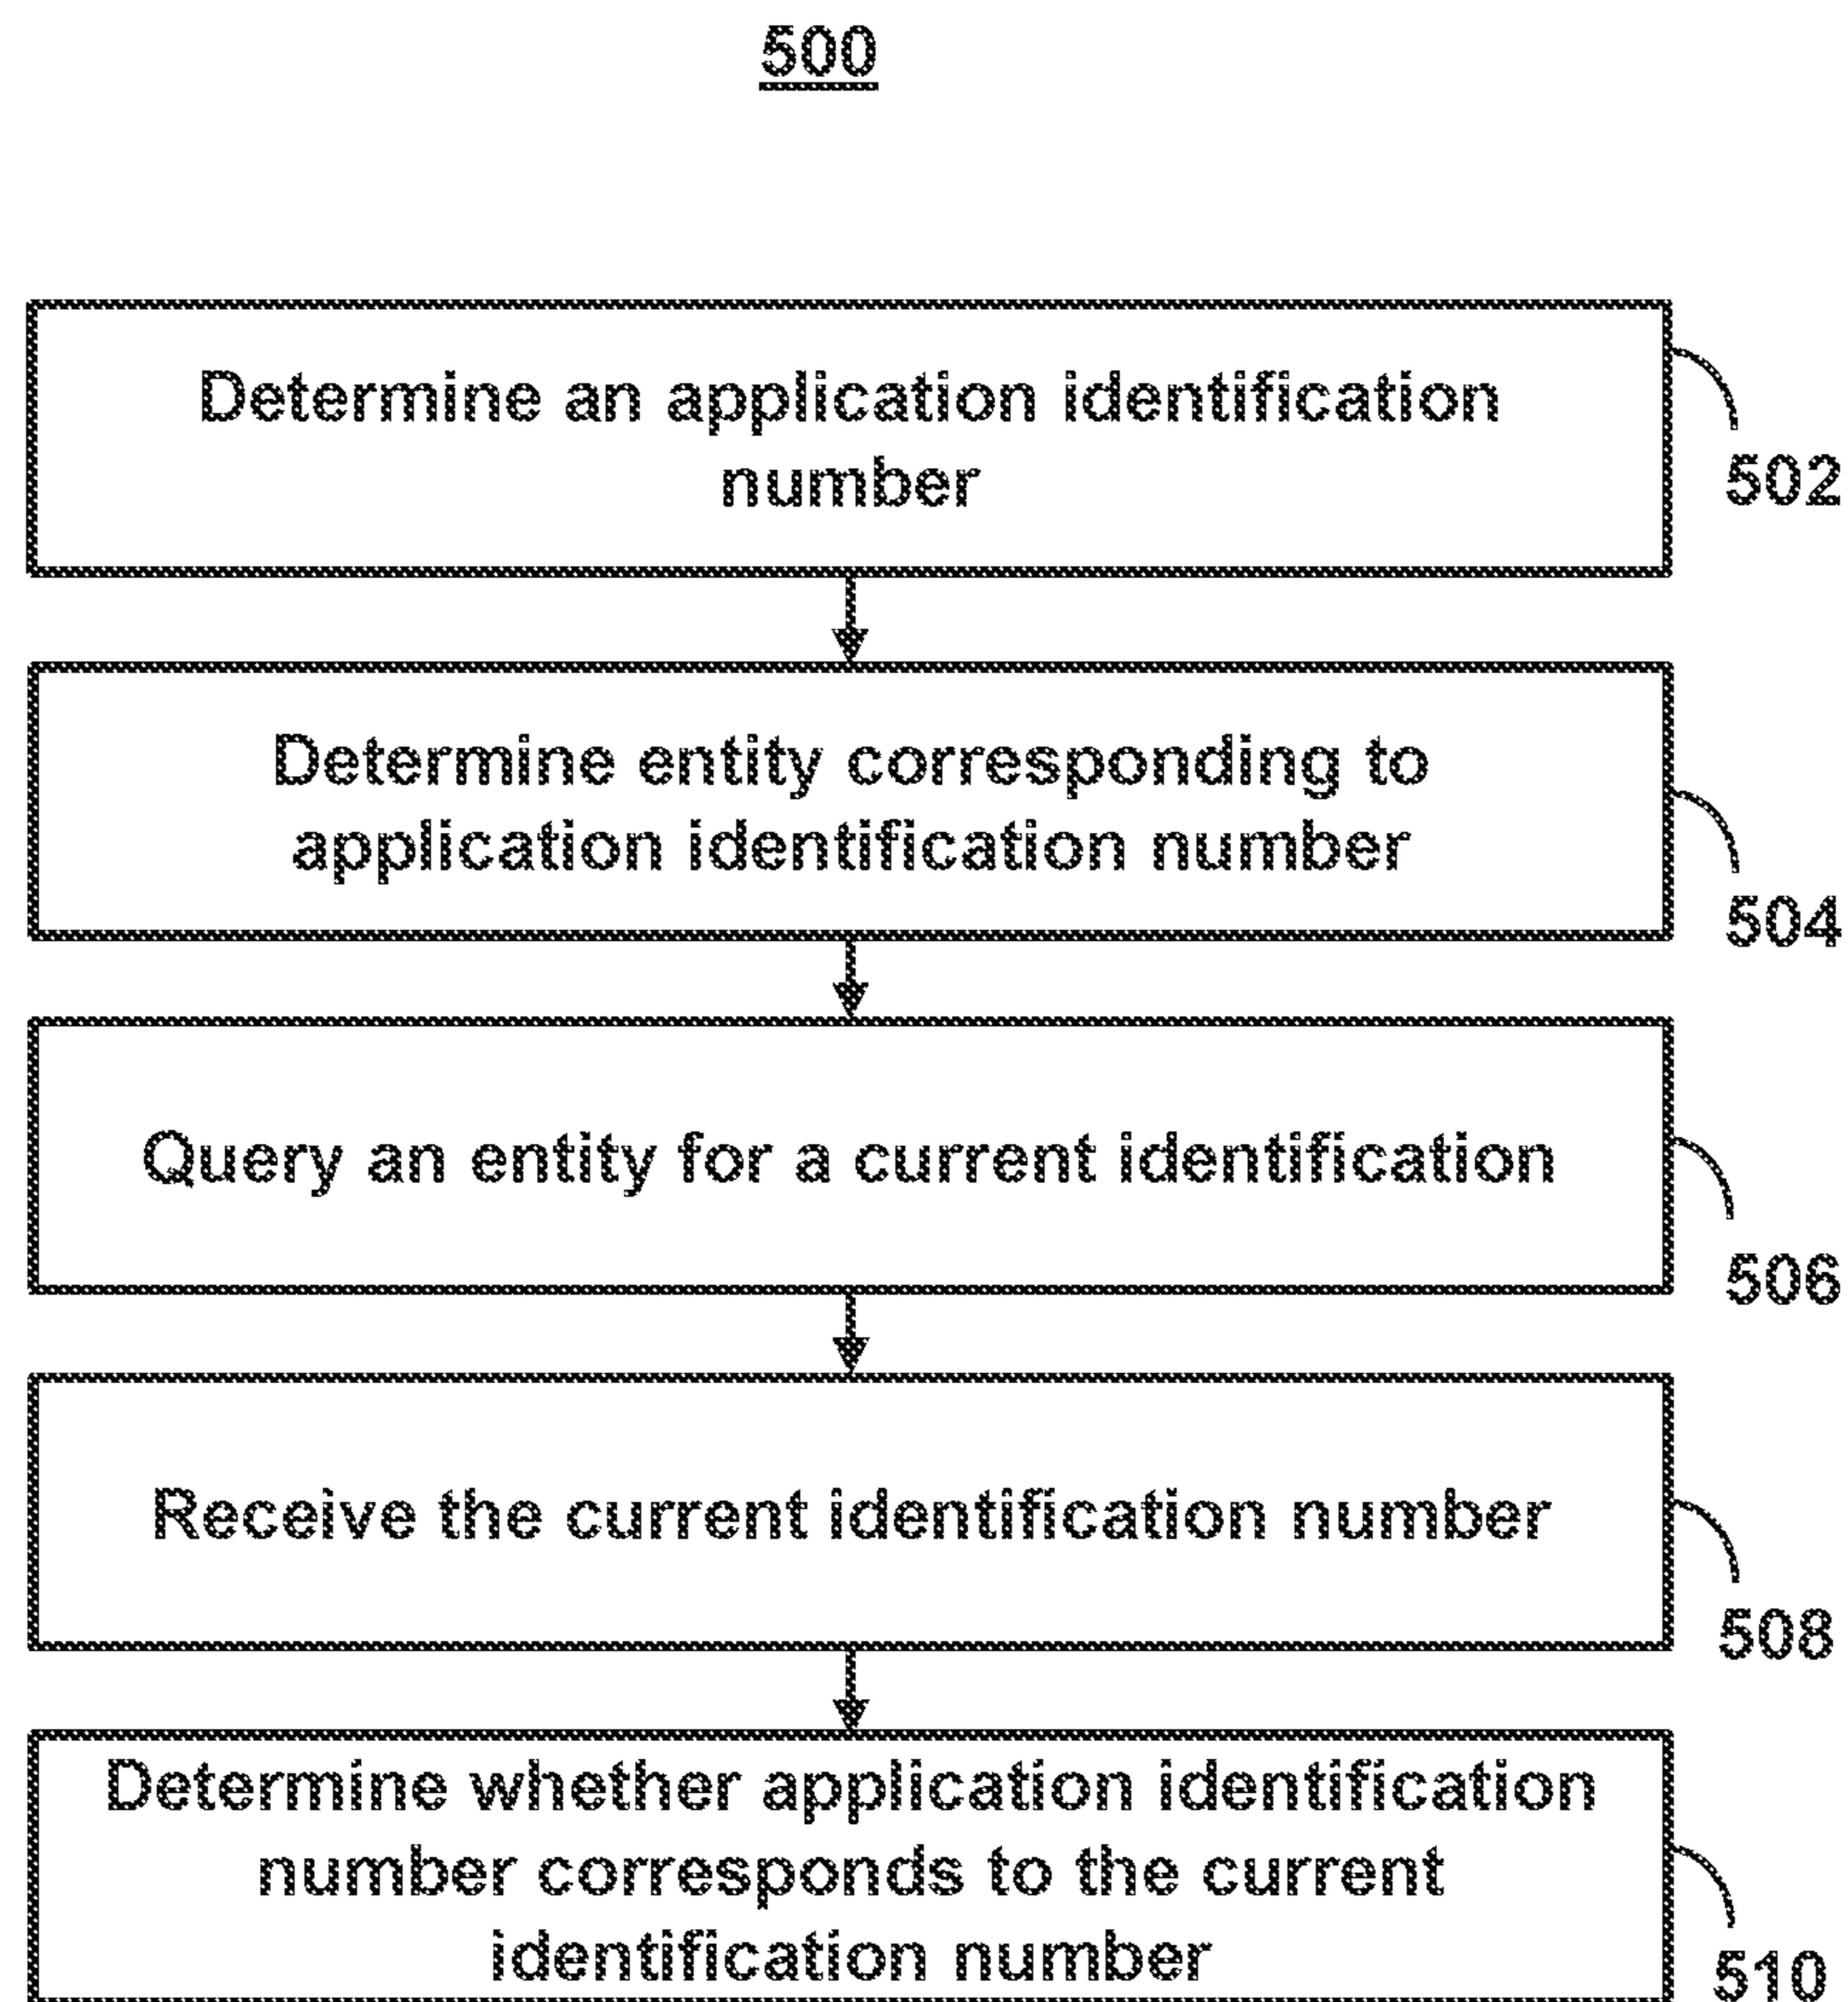 500
Determine an application identification
number
502
Determine entity corresponding to
application identification number
504
Query an entity for a current identification
506
Receive the current identification number
508
Determine whether application identification
number corresponds to the current
identification number
510